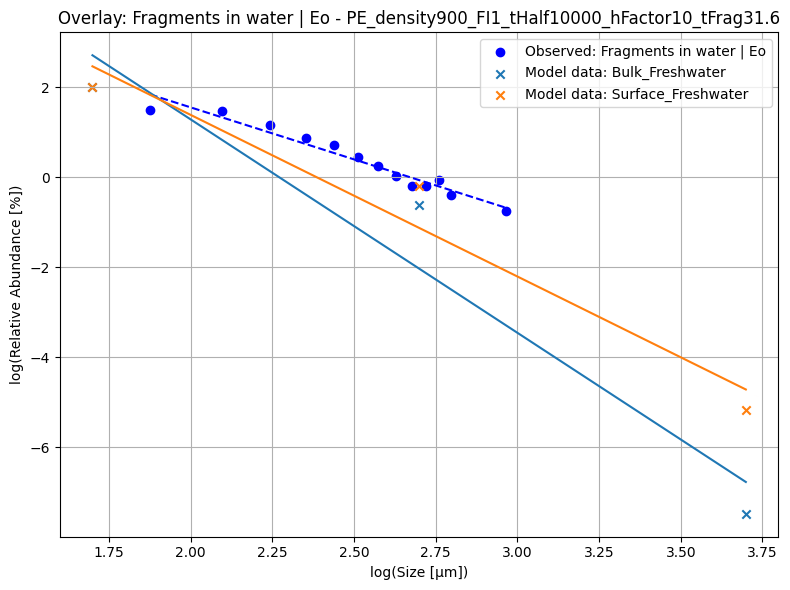 Overlay: Fragments in water | Eo - PE_density900_FI1_tHalf10000_hFactor10_tFrag31.6
Observed: Fragments in water | Eo
Model data: Bulk_Freshwater
Model data: Surface_Freshwater
log(Relative Abundance [%])
2
0
−2
−4
−6
1.75 2.00 2.25 2.50 2.75 3.00 3.25 3.50 3.75
log(Size [μm])